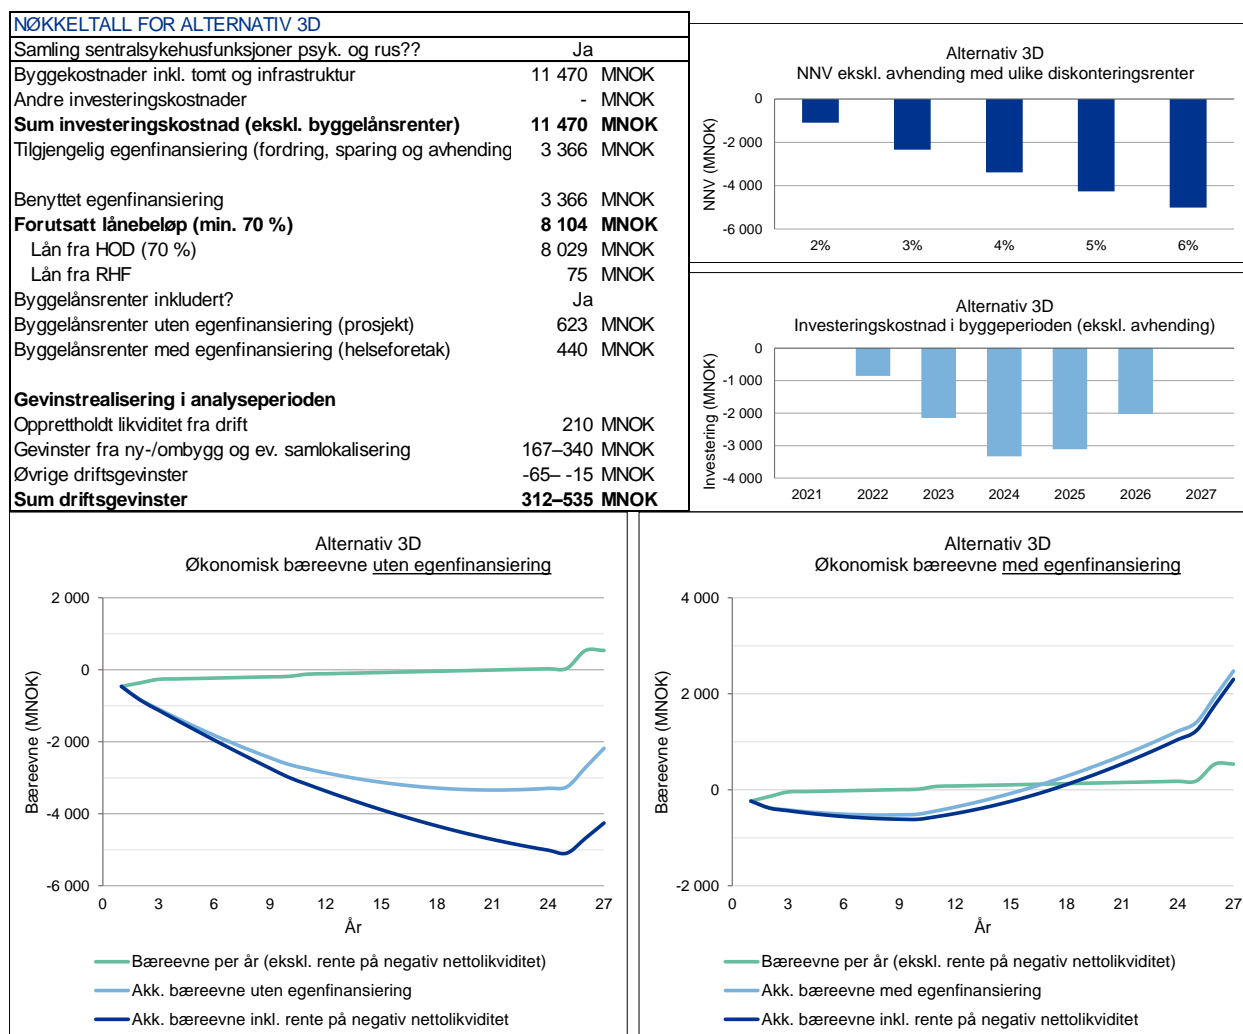 NØKKELTALL FOR ALTERNATIV 3D
Samling sentralsykehusfunksjoner psyk. og rus?? Ja
Byggekostnader inkl. tomt og infrastruktur 11 470 MNOK
Andre investeringskostnader - MNOK
Sum investeringskostnad (ekskl. byggelånsrenter) 11 470 MNOK
Tilgjengelig egenfinansiering (fordring, sparing og avhending 3 366 MNOK
Benyttet egenfinansiering 3 366 MNOK
Forutsatt lånebeløp (min. 70 %) 8 104 MNOK
Lån fra HOD (70 %) 8 029 MNOK
Lån fra RHF 75 MNOK
Byggelånsrenter inkludert? Ja
Byggelånsrenter uten egenfinansiering (prosjekt) 623 MNOK
Byggelånsrenter med egenfinansiering (helseforetak) 440 MNOK
Gevinstrealisering i analyseperioden
Opprettholdt likviditet fra drift 210 MNOK
Gevinster fra ny-/ombygg og ev. samlokalisering 167–340 MNOK
Øvrige driftsgevinster -65– -15 MNOK
Sum driftsgevinster 312–535 MNOK
Alternativ 3D
NNV ekskl. avhending med ulike diskonteringsrenter
NNV (MNOK)
0
-2 000
-4 000
-6 000
2% 3% 4% 5% 6%
Alternativ 3D
Investeringskostnad i byggeperioden (ekskl. avhending)
Investering (MNOK)
0
-1 000
-2 000
-3 000
-4 000
2021 2022 2023 2024 2025 2026 2027
Alternativ 3D
Økonomisk bæreevne uten egenfinansiering
Bæreevne (MNOK)
2 000
0
-2 000
-4 000
-6 000
0 3 6 9 12 15 18 21 24 27
År
Bæreevne per år (ekskl. rente på negativ nettolikviditet)
Akk. bæreevne uten egenfinansiering
Akk. bæreevne inkl. rente på negativ nettolikviditet
Alternativ 3D
Økonomisk bæreevne med egenfinansiering
Bæreevne (MNOK)
4 000
2 000
0
-2 000
0 3 6 9 12 15 18 21 24 27
År
Bæreevne per år (ekskl. rente på negativ nettolikviditet)
Akk. bæreevne med egenfinansiering
Akk. bæreevne inkl. rente på negativ nettolikviditet